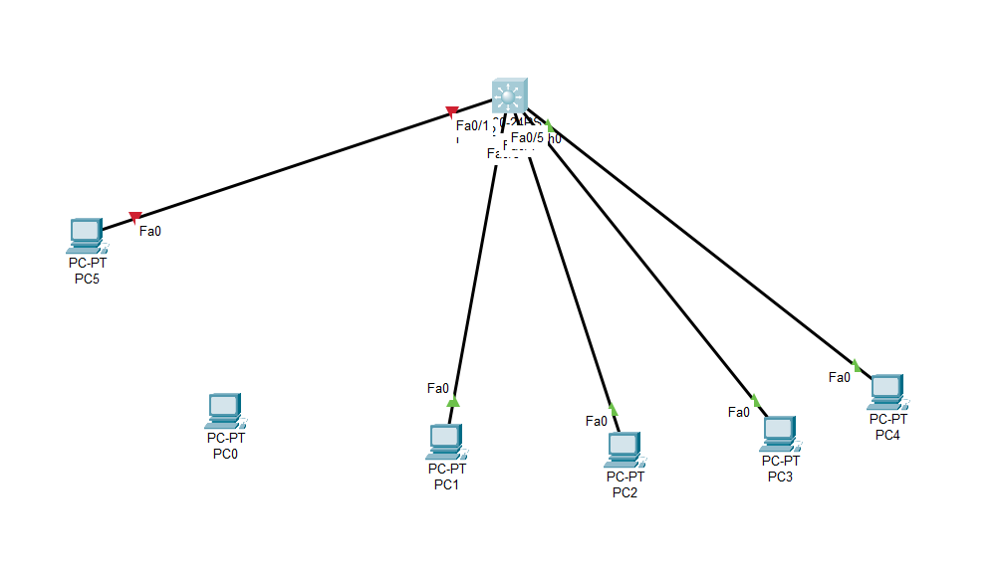 Fa0/1
Fa0/5
Fa0
PC-PT
PC5
Fa0
Fa0
Fa0
Fa0
PC-PT
PC4
PC-PT
PC0
PC-PT
PC1
PC-PT
PC2
PC-PT
PC3